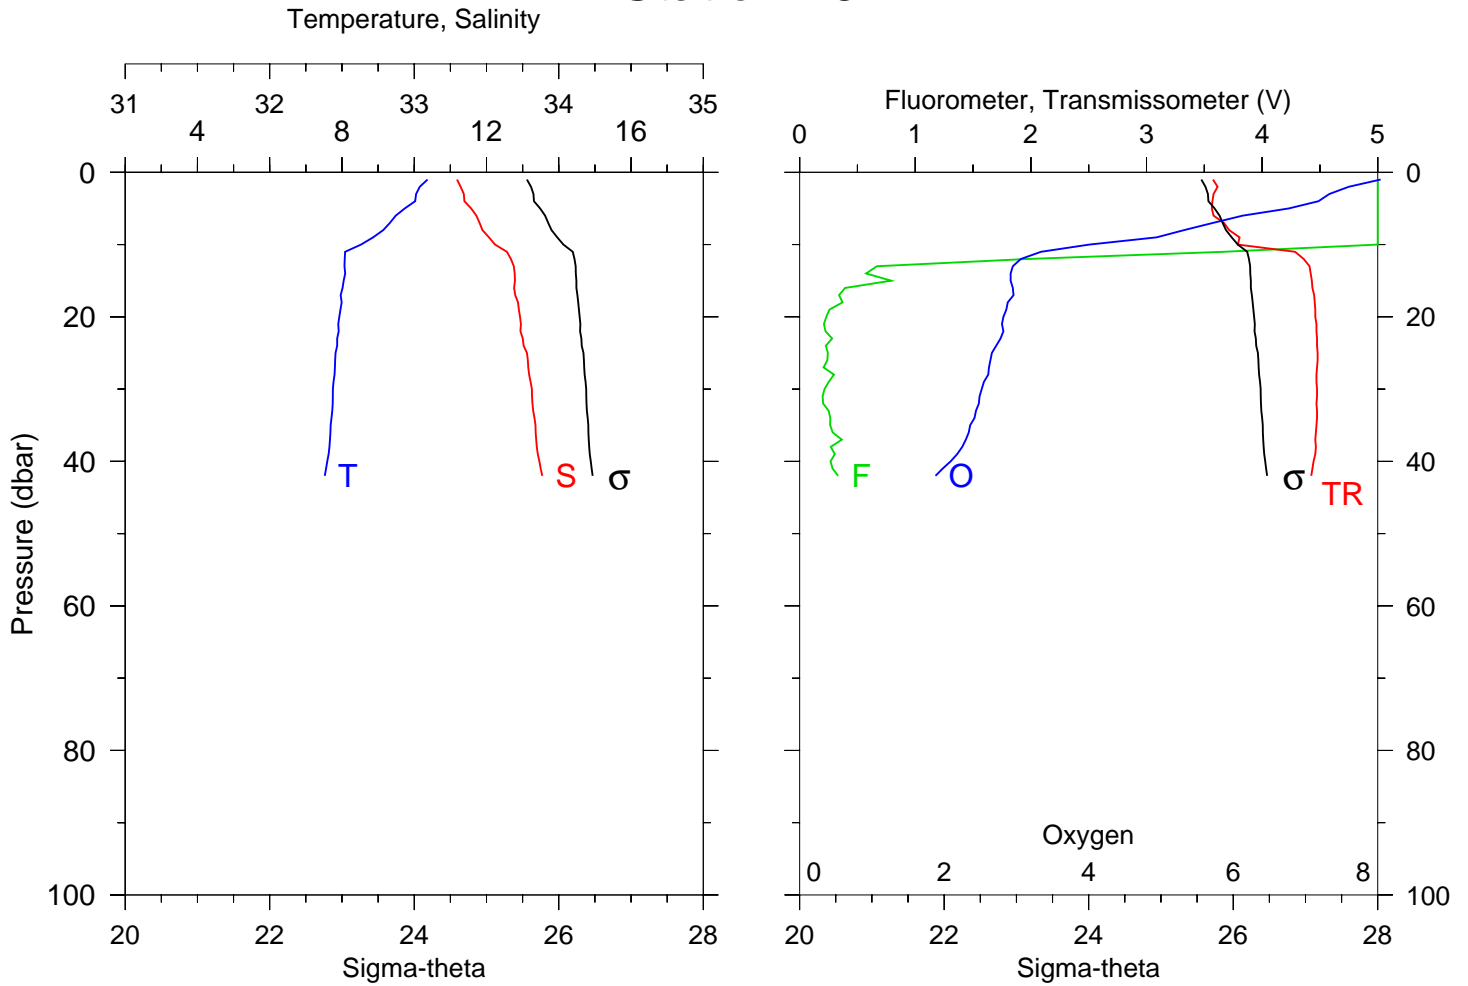 Temperature, Salinity
31 32 33 34 35
4 8 12 16
Fluorometer, Transmissometer (V)
0 1 2 3 4 5
0 0
20 20
40 40
60 60
80 80
100 100
Pressure (dbar)
T S σ
F O σ TR
Oxygen
0 2 4 6 8
20 22 24 26 28
Sigma-theta
20 22 24 26 28
Sigma-theta